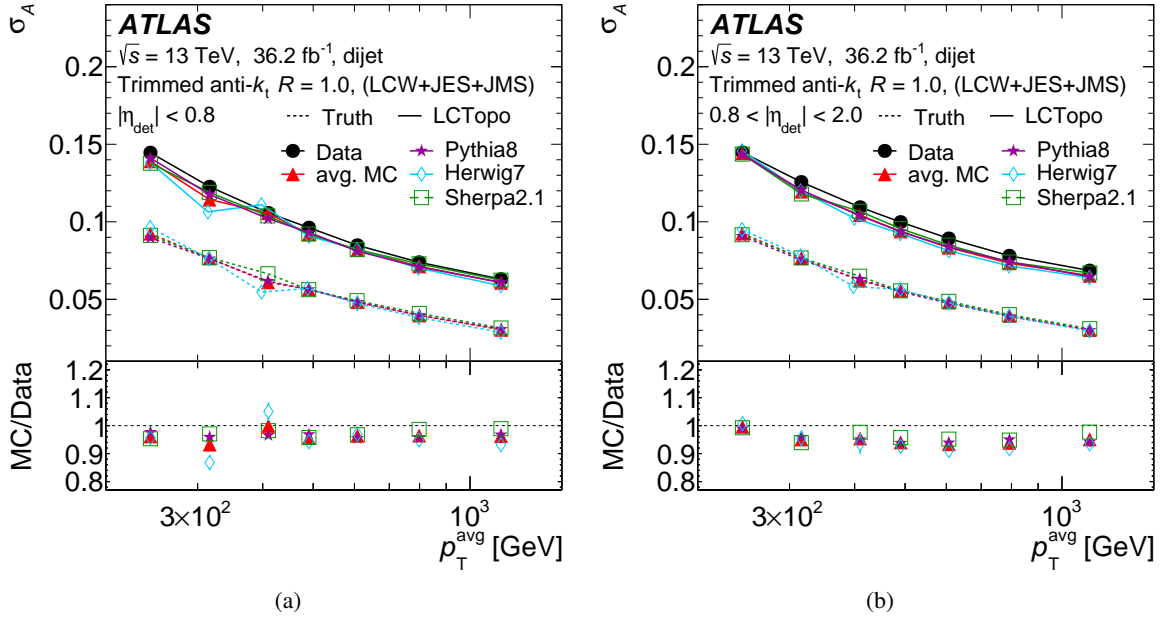 σ_A
ATLAS
√s = 13 TeV, 36.2 fb⁻¹, dijet
Trimmed anti-k_t R = 1.0, (LCW+JES+JMS)
|η_det| < 0.8
Truth
LCTopo
Data
Pythia8
avg. MC
Herwig7
Sherpa2.1
0.2
0.15
0.1
0.05
MC/Data
1.2
1.1
1
0.9
0.8
3×10²
10³
p_T^avg [GeV]
(a)
σ_A
ATLAS
√s = 13 TeV, 36.2 fb⁻¹, dijet
Trimmed anti-k_t R = 1.0, (LCW+JES+JMS)
0.8 < |η_det| < 2.0
Truth
LCTopo
Data
Pythia8
avg. MC
Herwig7
Sherpa2.1
0.2
0.15
0.1
0.05
MC/Data
1.2
1.1
1
0.9
0.8
3×10²
10³
p_T^avg [GeV]
(b)